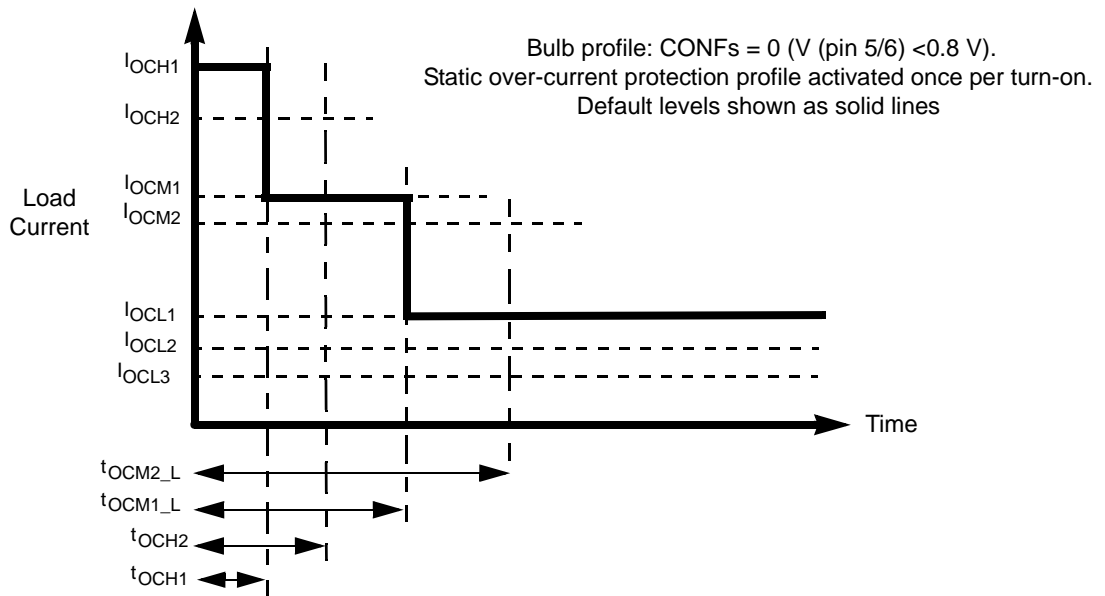 Bulb profile: CONFs = 0 (V (pin 5/6) <0.8 V).
Static over-current protection profile activated once per turn-on.
Default levels shown as solid lines
IOCH1
IOCH2
IOCM1
Load
Current
IOCM2
IOCL1
IOCL2
IOCL3
Time
tOCM2_L
tOCM1_L
tOCH2
tOCH1